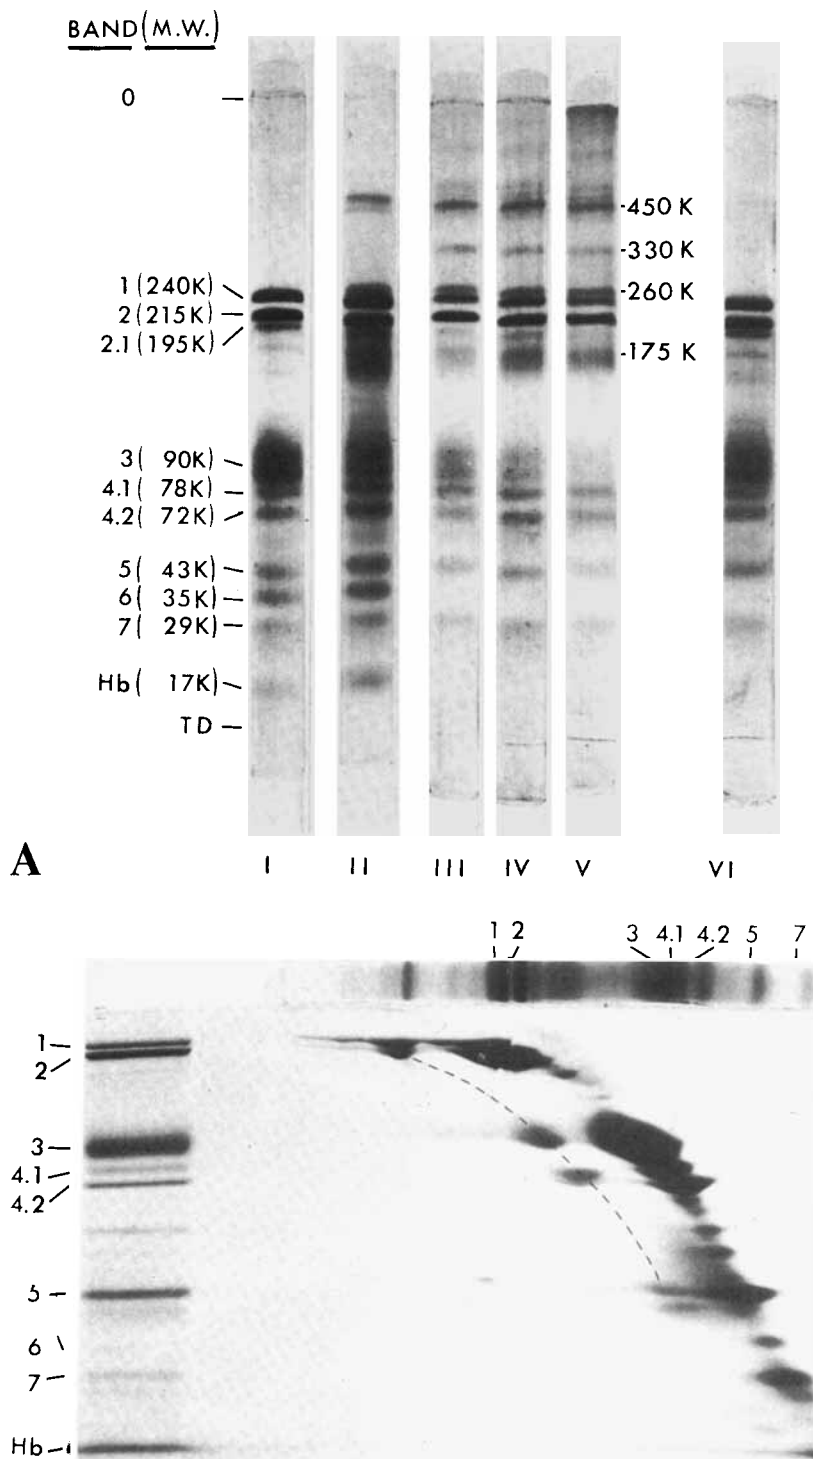 BAND (M.W.)
0
1 (240K)
2 (215K)
2.1 (195K)
3 ( 90K)
4.1 ( 78K)
4.2 ( 72K)
5 ( 43K)
6 ( 35K)
7 ( 29K)
Hb ( 17K)
TD
450 K
330 K
260 K
175 K
A
I II III IV V VI
1 2 3 4.1 4.2 5 7
1
2
3
4.1
4.2
5
6
7
Hb